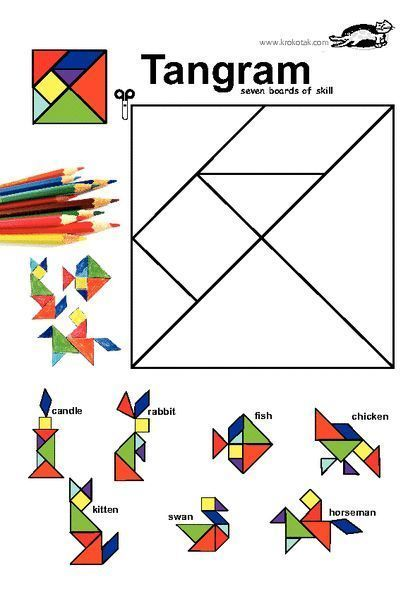 www.krokotak.com
Tangram
seven boards of skill
candle
rabbit
fish
chicken
kitten
swan
horseman